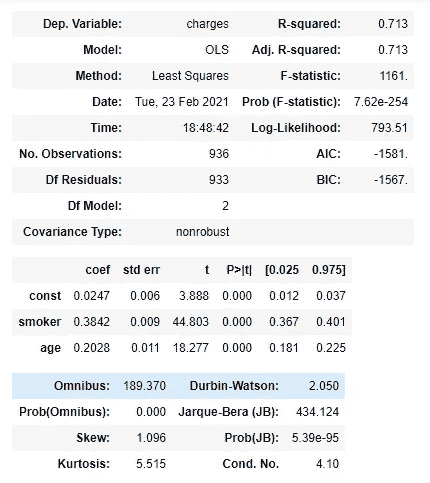 Dep. Variable: charges R-squared: 0.713
Model: OLS Adj. R-squared: 0.713
Method: Least Squares F-statistic: 1161.
Date: Tue, 23 Feb 2021 Prob (F-statistic): 7.62e-254
Time: 18:48:42 Log-Likelihood: 793.51
No. Observations: 936 AIC: -1581.
Df Residuals: 933 BIC: -1567.
Df Model: 2
Covariance Type: nonrobust
coef std err t P>|t| [0.025 0.975]
const 0.0247 0.006 3.888 0.000 0.012 0.037
smoker 0.3842 0.009 44.803 0.000 0.367 0.401
age 0.2028 0.011 18.277 0.000 0.181 0.225
Omnibus: 189.370 Durbin-Watson: 2.050
Prob(Omnibus): 0.000 Jarque-Bera (JB): 434.124
Skew: 1.096 Prob(JB): 5.39e-95
Kurtosis: 5.515 Cond. No. 4.10